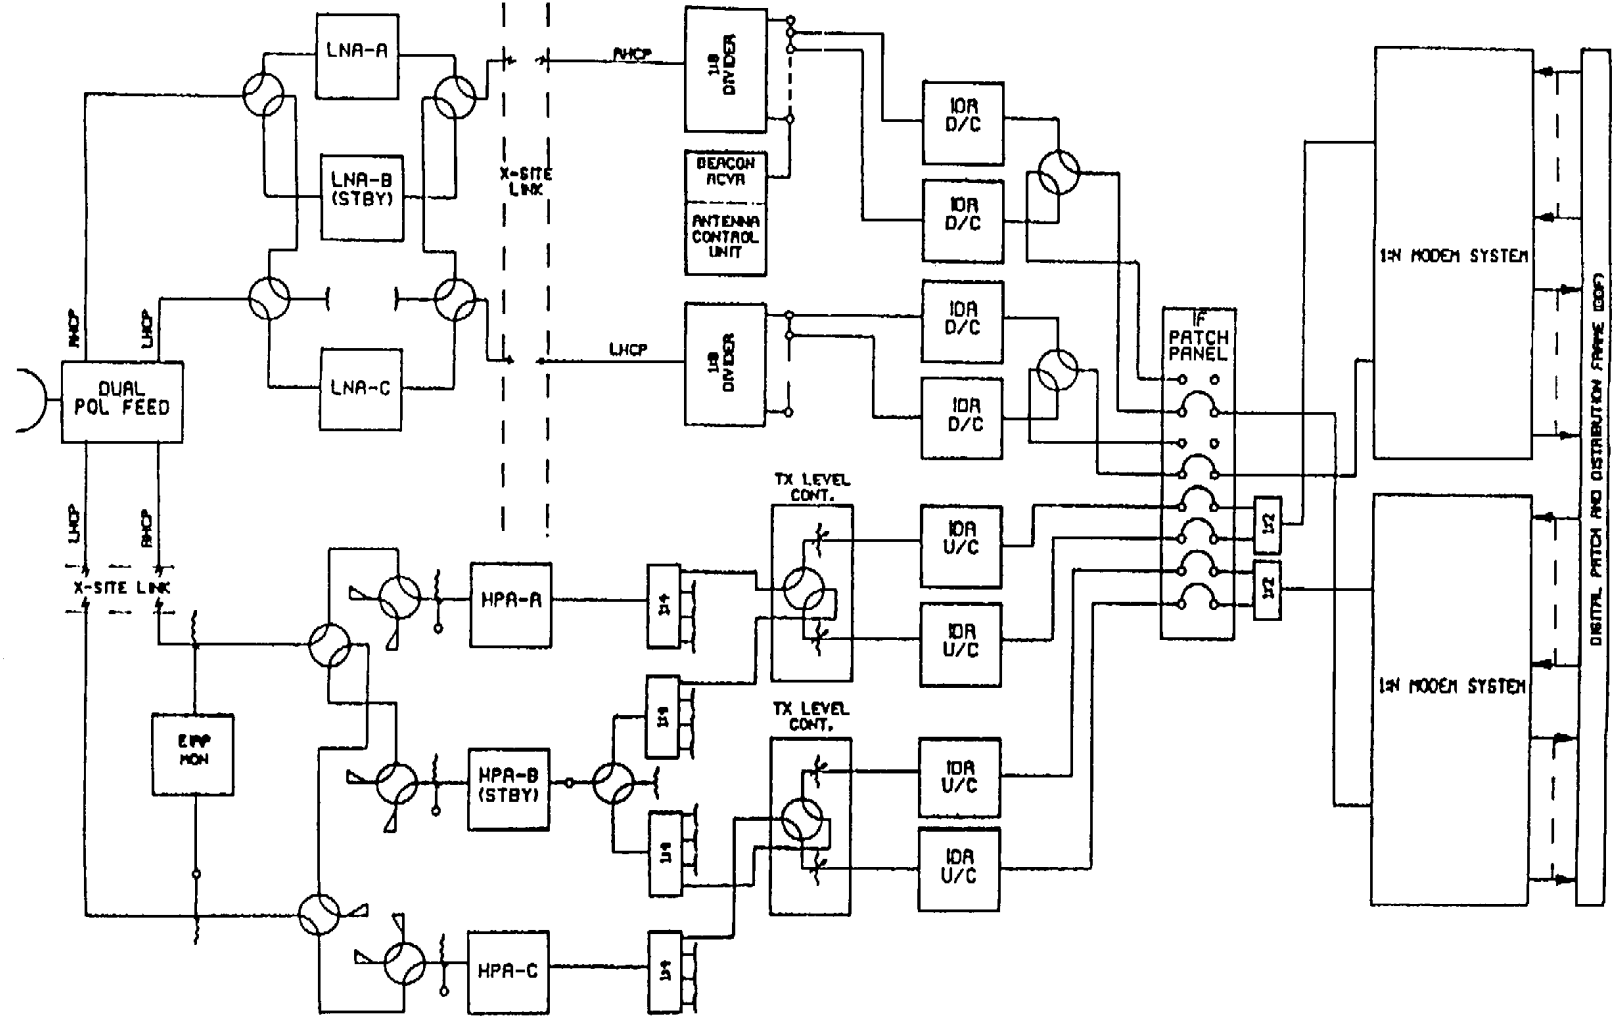 LNA-A
LNA-B
(STBY)
LNA-C
X-SITE
LINK
RHCP
1:8
DIVIDER
BEACON
RCVR
ANTENNA
CONTROL
UNIT
LHCP
1:8
DIVIDER
IDR
D/C
IDR
D/C
IDR
D/C
IDR
D/C
IF
PATCH
PANEL
1:N MODEM SYSTEM
1:N MODEM SYSTEM
DIGITAL PATCH AND DISTRIBUTION FRAME (DDF)
RHCP
LHCP
DUAL
POL FEED
LHCP
RHCP
X-SITE LINK
EIRP
MON
HPA-A
HPA-B
(STBY)
HPA-C
1:4
1:4
1:4
1:4
TX LEVEL
CONT.
TX LEVEL
CONT.
IDR
U/C
IDR
U/C
IDR
U/C
IDR
U/C
1:2
1:2